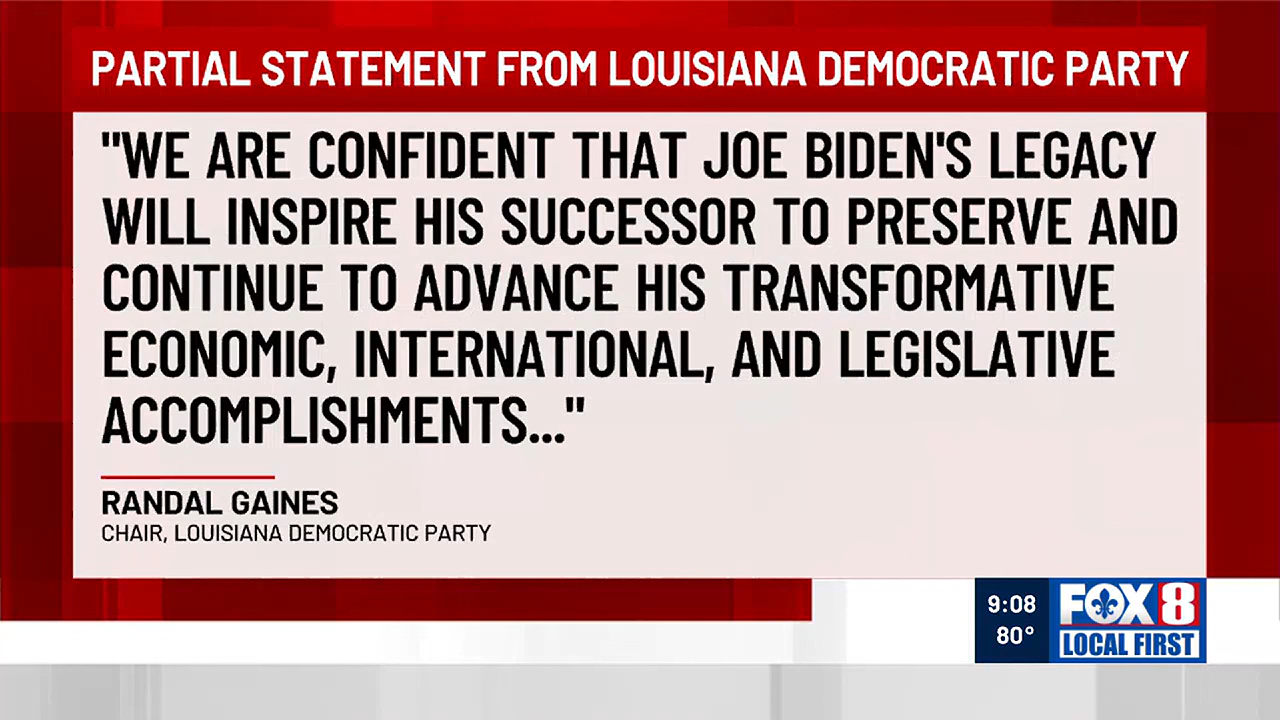 PARTIAL STATEMENT FROM LOUISIANA DEMOCRATIC PARTY
"WE ARE CONFIDENT THAT JOE BIDEN'S LEGACY
WILL INSPIRE HIS SUCCESSOR TO PRESERVE AND
CONTINUE TO ADVANCE HIS TRANSFORMATIVE
ECONOMIC, INTERNATIONAL, AND LEGISLATIVE
ACCOMPLISHMENTS..."
RANDAL GAINES
CHAIR, LOUISIANA DEMOCRATIC PARTY
9:08
80°
FOX 8
LOCAL FIRST